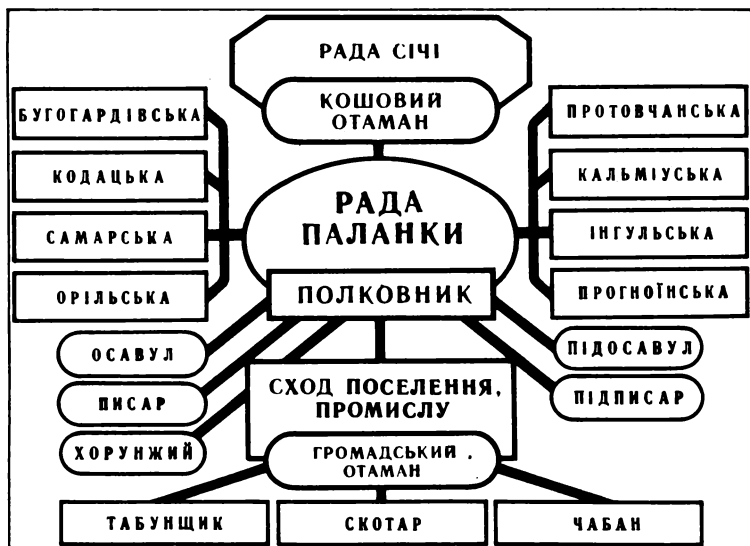 РАДА СІЧІ
КОШОВИЙ
ОТАМАН
БУГОГАРДІВСЬКА
КОДАЦЬКА
САМАРСЬКА
ОРІЛЬСЬКА
ПРОТОВЧАНСЬКА
КАЛЬМІУСЬКА
ІНГУЛЬСЬКА
ПРОГНОЇНСЬКА
РАДА
ПАЛАНКИ
ПОЛКОВНИК
ОСАВУЛ
ПИСАР
ХОРУНЖИЙ
ПІДОСАВУЛ
ПІДПИСАР
СХОД ПОСЕЛЕННЯ,
ПРОМИСЛУ
ГРОМАДСЬКИЙ
ОТАМАН
ТАБУНЩИК
СКОТАР
ЧАБАН